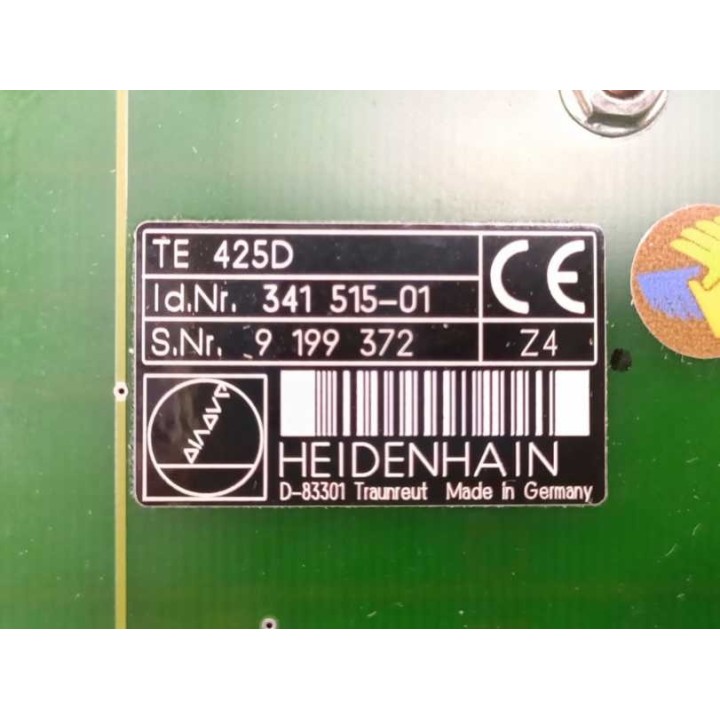 TE 425D
Id.Nr. 341 515-01
S.Nr. 9 199 372
Z4
CE
HEIDENHAIN
D-83301 Traunreut Made in Germany